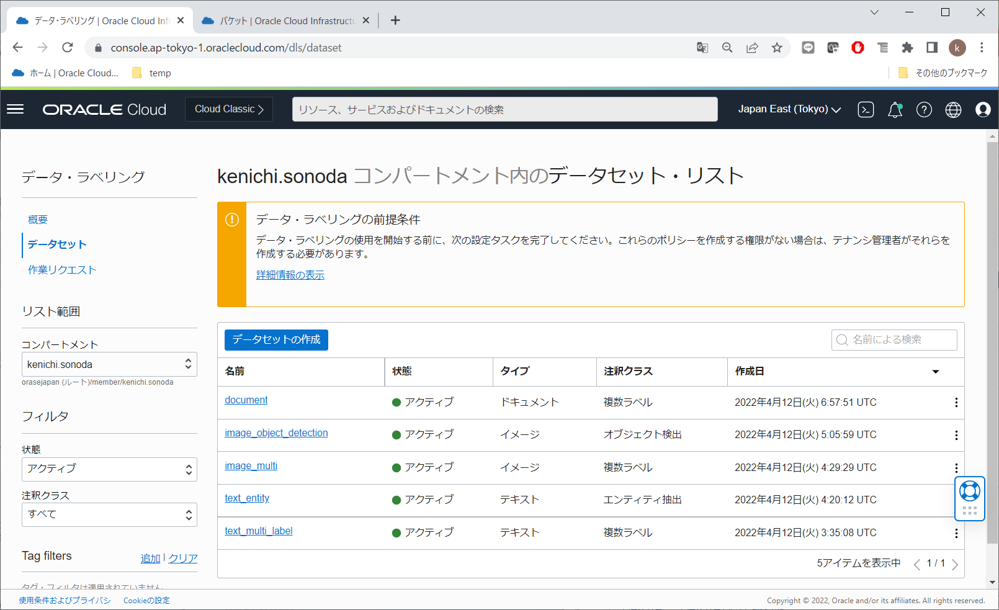 データ・ラベリング | Oracle Cloud Inf
バケット | Oracle Cloud Infrastructu
console.ap-tokyo-1.oraclecloud.com/dls/dataset
k
ホーム | Oracle Cloud...
temp
その他のブックマーク
ORACLE Cloud
Cloud Classic
リソース、サービスおよびドキュメントの検索
Japan East (Tokyo)
データ・ラベリング
概要
データセット
作業リクエスト
リスト範囲
コンパートメント
kenichi.sonoda
orasejapan (ルート)/member/kenichi.sonoda
フィルタ
状態
アクティブ
注釈クラス
すべて
Tag filters
追加 | クリア
タグ・フィルタは適用されていません
kenichi.sonoda コンパートメント内のデータセット・リスト
データ・ラベリングの前提条件
データ・ラベリングの使用を開始する前に、次の設定タスクを完了してください。これらのポリシーを作成する権限がない場合は、テナンシ管理者がそれらを
作成する必要があります。
詳細情報の表示
データセットの作成
名前による検索
名前 状態 タイプ 注釈クラス 作成日
document アクティブ ドキュメント 複数ラベル 2022年4月12日(火) 6:57:51 UTC
image_object_detection アクティブ イメージ オブジェクト検出 2022年4月12日(火) 5:05:59 UTC
image_multi アクティブ イメージ 複数ラベル 2022年4月12日(火) 4:29:29 UTC
text_entity アクティブ テキスト エンティティ抽出 2022年4月12日(火) 4:20:12 UTC
text_multi_label アクティブ テキスト 複数ラベル 2022年4月12日(火) 3:35:08 UTC
5アイテムを表示中 1 / 1
使用条件およびプライバシ Cookieの設定
Copyright © 2022, Oracle and/or its affiliates. All rights reserved.